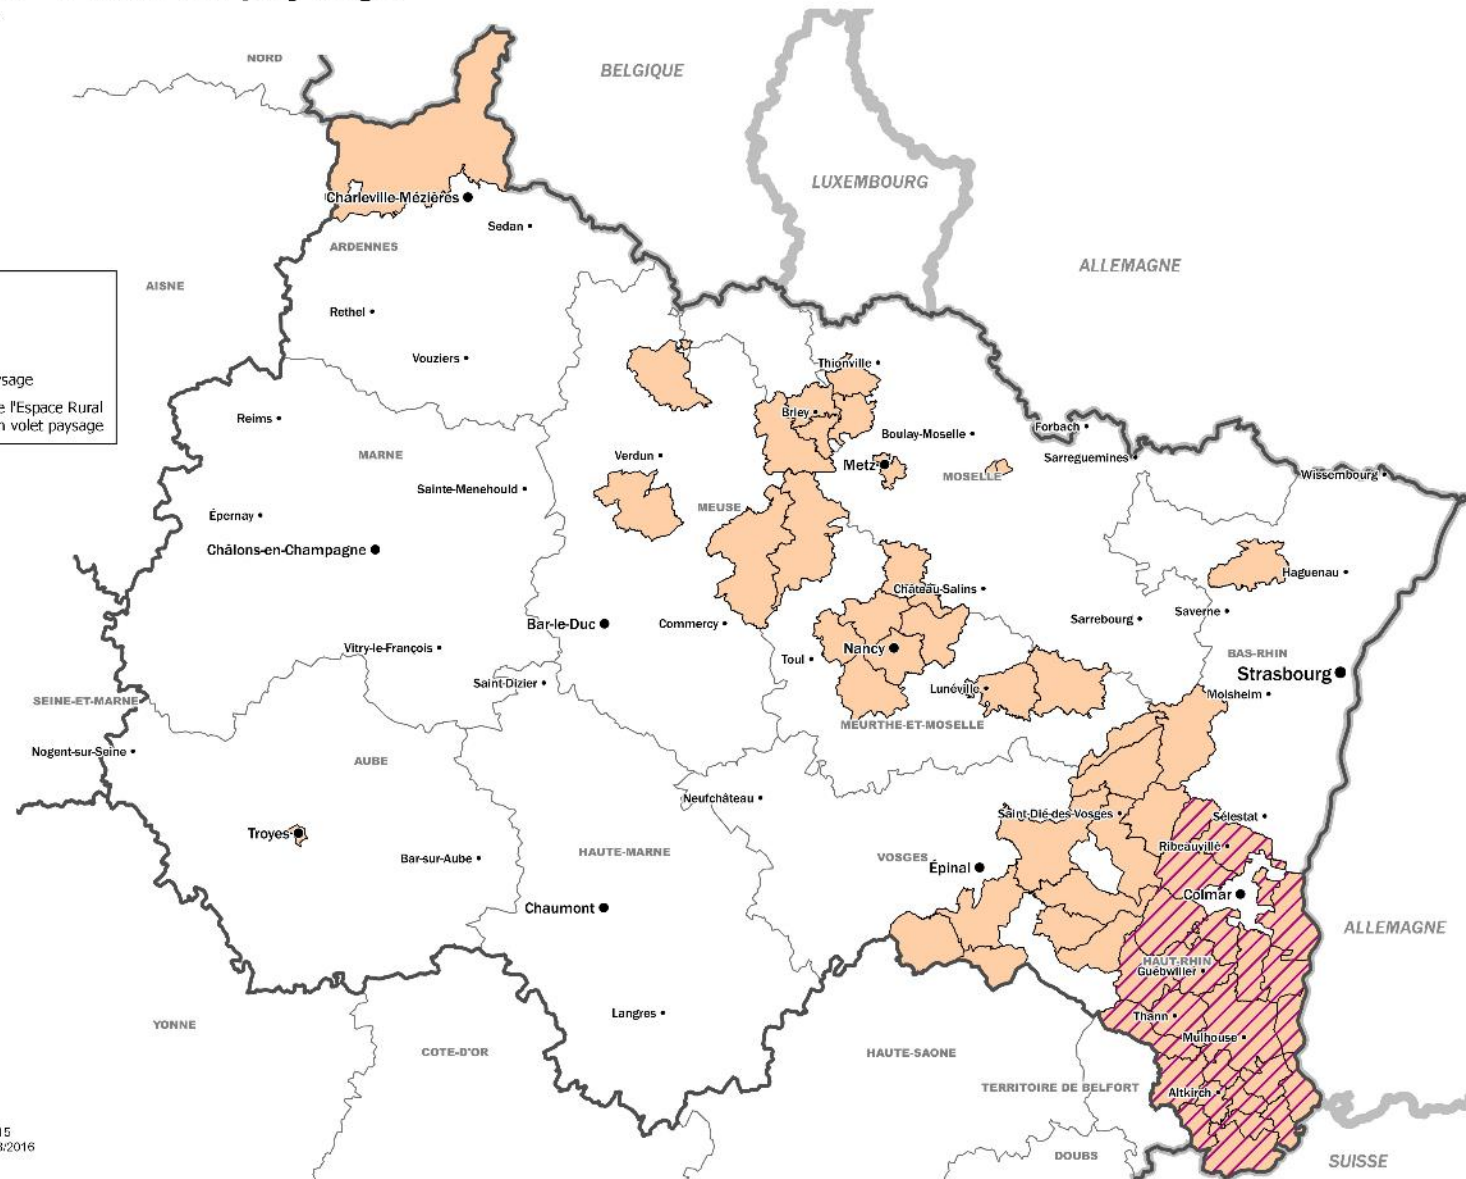 NORD
BELGIQUE
LUXEMBOURG
Charleville-Mézières
Sedan
ARDENNES
ALLEMAGNE
AISNE
Rethel
Vouziers
Thionville
sage
e l'Espace Rural
n volet paysage
Reims
Briey
Forbach
Boulay-Moselle
MARNE
Verdun
Metz
Sarreguemines
MOSELLE
Wissembourg
Sainte-Menehould
MEUSE
Épernay
Châlons-en-Champagne
Haguenau
Château-Salins
Saverne
Bar-le-Duc
Commercy
Sarrebourg
Vitry-le-François
Nancy
Toul
BAS-RHIN
Strasbourg
Saint-Dizier
Lunéville
Molsheim
SEINE-ET-MARNE
MEURTHE-ET-MOSELLE
Nogent-sur-Seine
AUBE
Neufchâteau
Saint-Dié-des-Vosges
Sélestat
Troyes
Ribeauvillé
Bar-sur-Aube
HAUTE-MARNE
VOSGES
Épinal
Colmar
Chaumont
ALLEMAGNE
HAUT-RHIN
Guebwiller
Langres
Thann
YONNE
Mulhouse
COTE-D'OR
HAUTE-SAONE
TERRITOIRE DE BELFORT
Altkirch
15
/2016
DOUBS
SUISSE